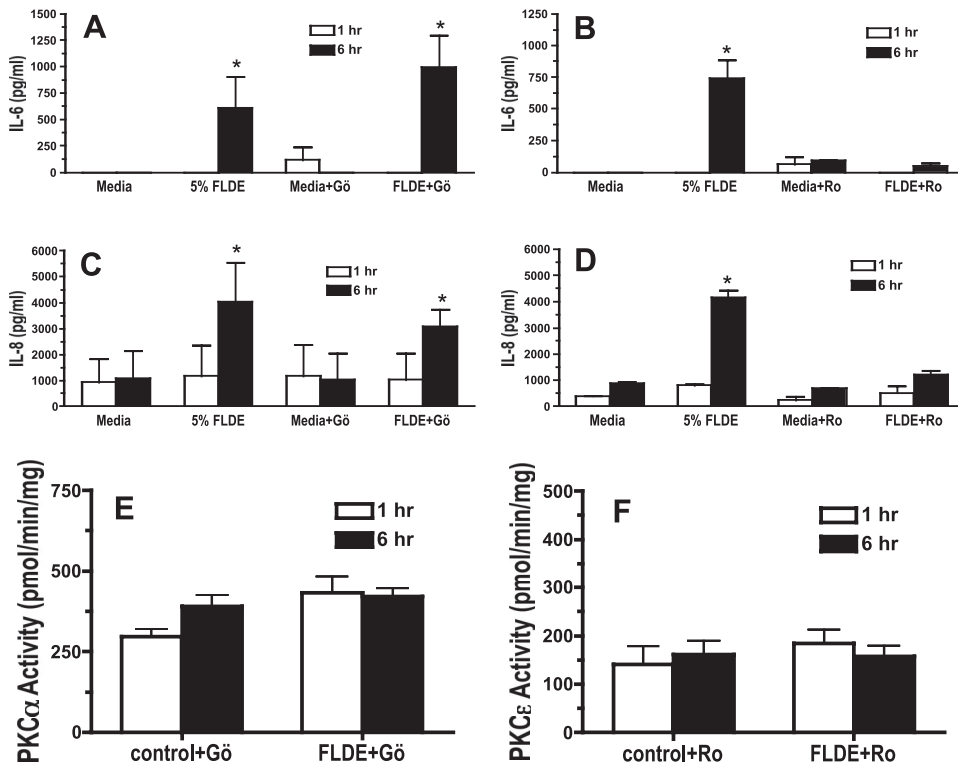 A
1 hr
6 hr
IL-6 (pg/ml)
1500
1250
1000
750
500
250
0
*
*
Media
5% FLDE
Media+Gö
FLDE+Gö
B
1 hr
6 hr
IL-6 (pg/ml)
1250
1000
750
500
250
0
*
Media
5% FLDE
Media+Ro
FLDE+Ro
C
1 hr
6 hr
IL-8 (pg/ml)
6000
5000
4000
3000
2000
1000
0
*
*
Media
5% FLDE
Media+Gö
FLDE+Gö
D
1 hr
6 hr
IL-8 (pg/ml)
6000
5000
4000
3000
2000
1000
0
*
Media
5% FLDE
Media+Ro
FLDE+Ro
E
1 hr
6 hr
PKCα Activity (pmol/min/mg)
750
500
250
0
control+Gö
FLDE+Gö
F
1 hr
6 hr
PKCε Activity (pmol/min/mg)
500
400
300
200
100
0
control+Ro
FLDE+Ro